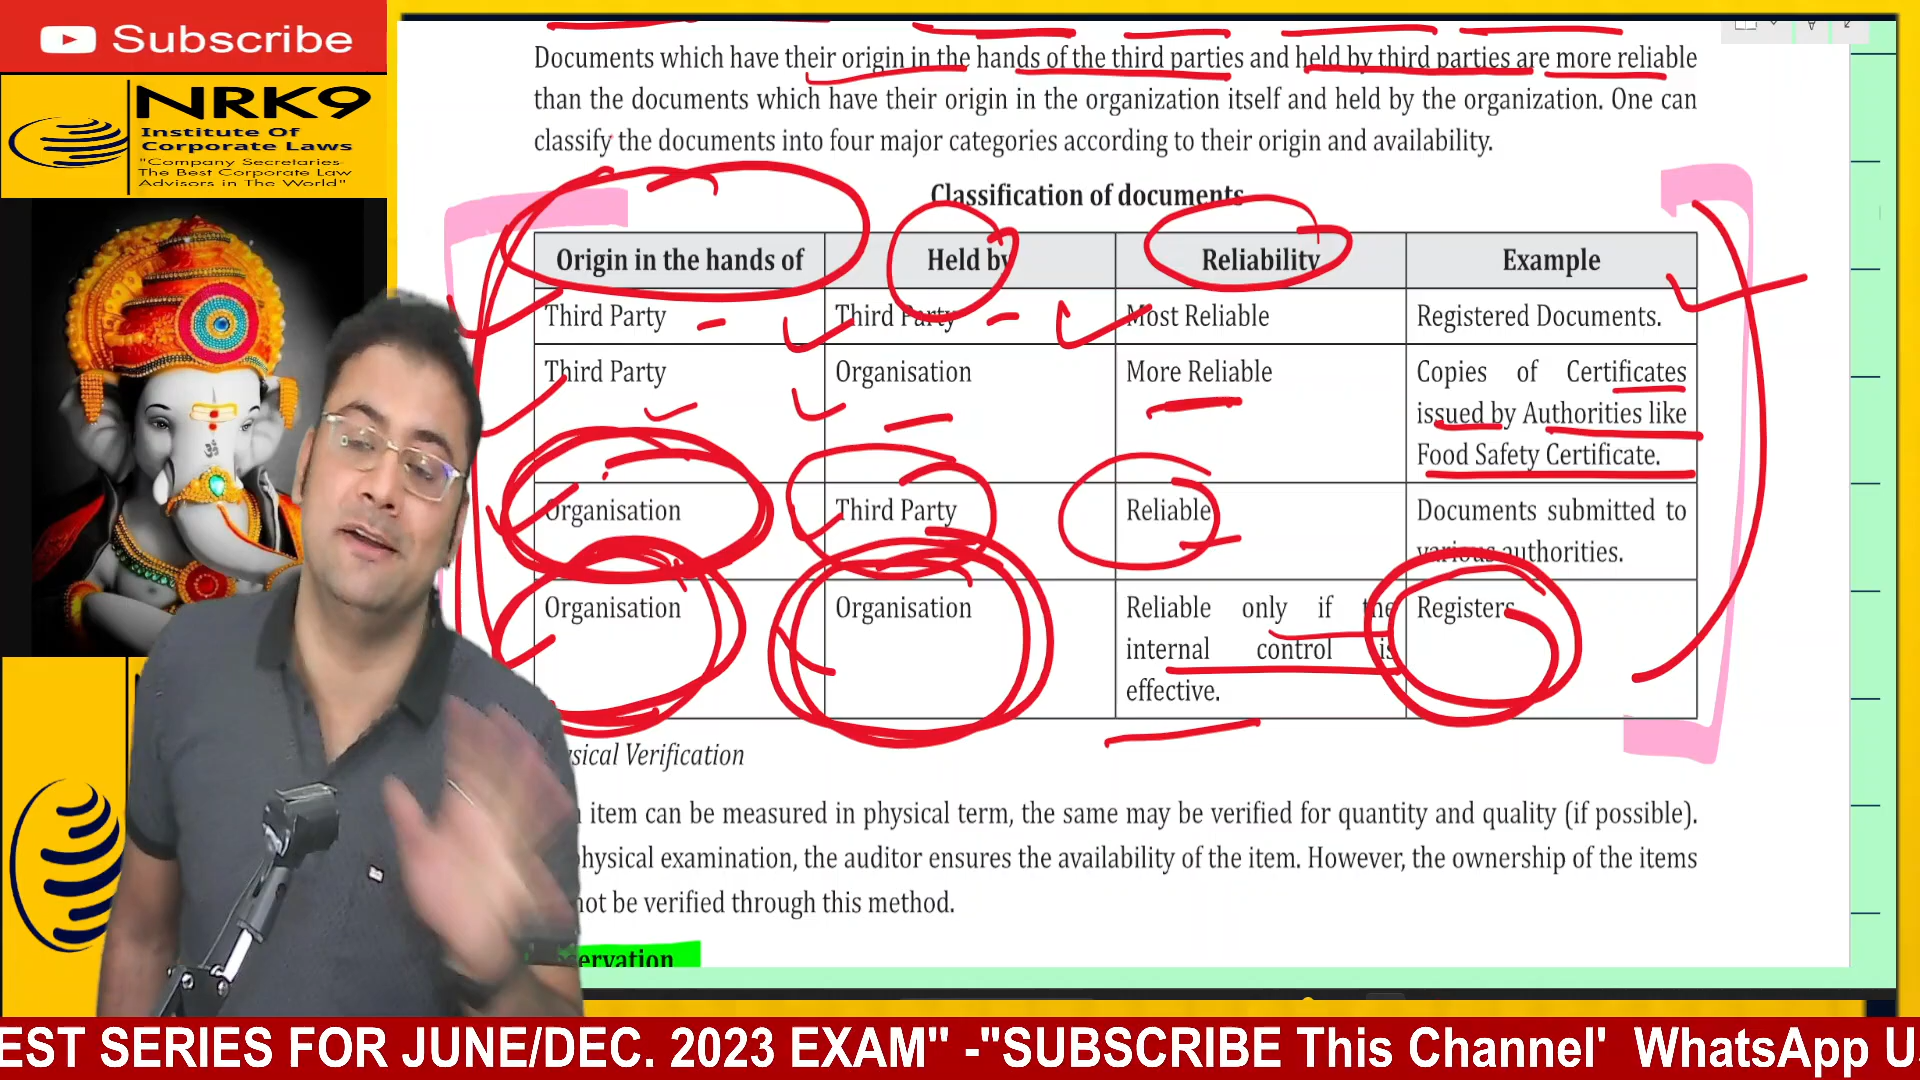 Subscribe
NRK9
Institute Of
Corporate Laws
"Company Secretaries-
The Best Corporate Law
Advisors in The World"
Documents which have their origin in the hands of the third parties and held by third parties are more reliable
than the documents which have their origin in the organization itself and held by the organization. One can
classify the documents into four major categories according to their origin and availability.
Classification of documents
Origin in the hands of Held by Reliability Example
Third Party Third Party Most Reliable Registered Documents.
Third Party Organisation More Reliable Copies of Certificates
issued by Authorities like
Food Safety Certificate.
Organisation Third Party Reliable Documents submitted to
various authorities.
Organisation Organisation Reliable only if the Registers
internal control is
effective.
sical Verification
item can be measured in physical term, the same may be verified for quantity and quality (if possible).
physical examination, the auditor ensures the availability of the item. However, the ownership of the items
not be verified through this method.
servation
EST SERIES FOR JUNE/DEC. 2023 EXAM" -"SUBSCRIBE This Channel' WhatsApp U